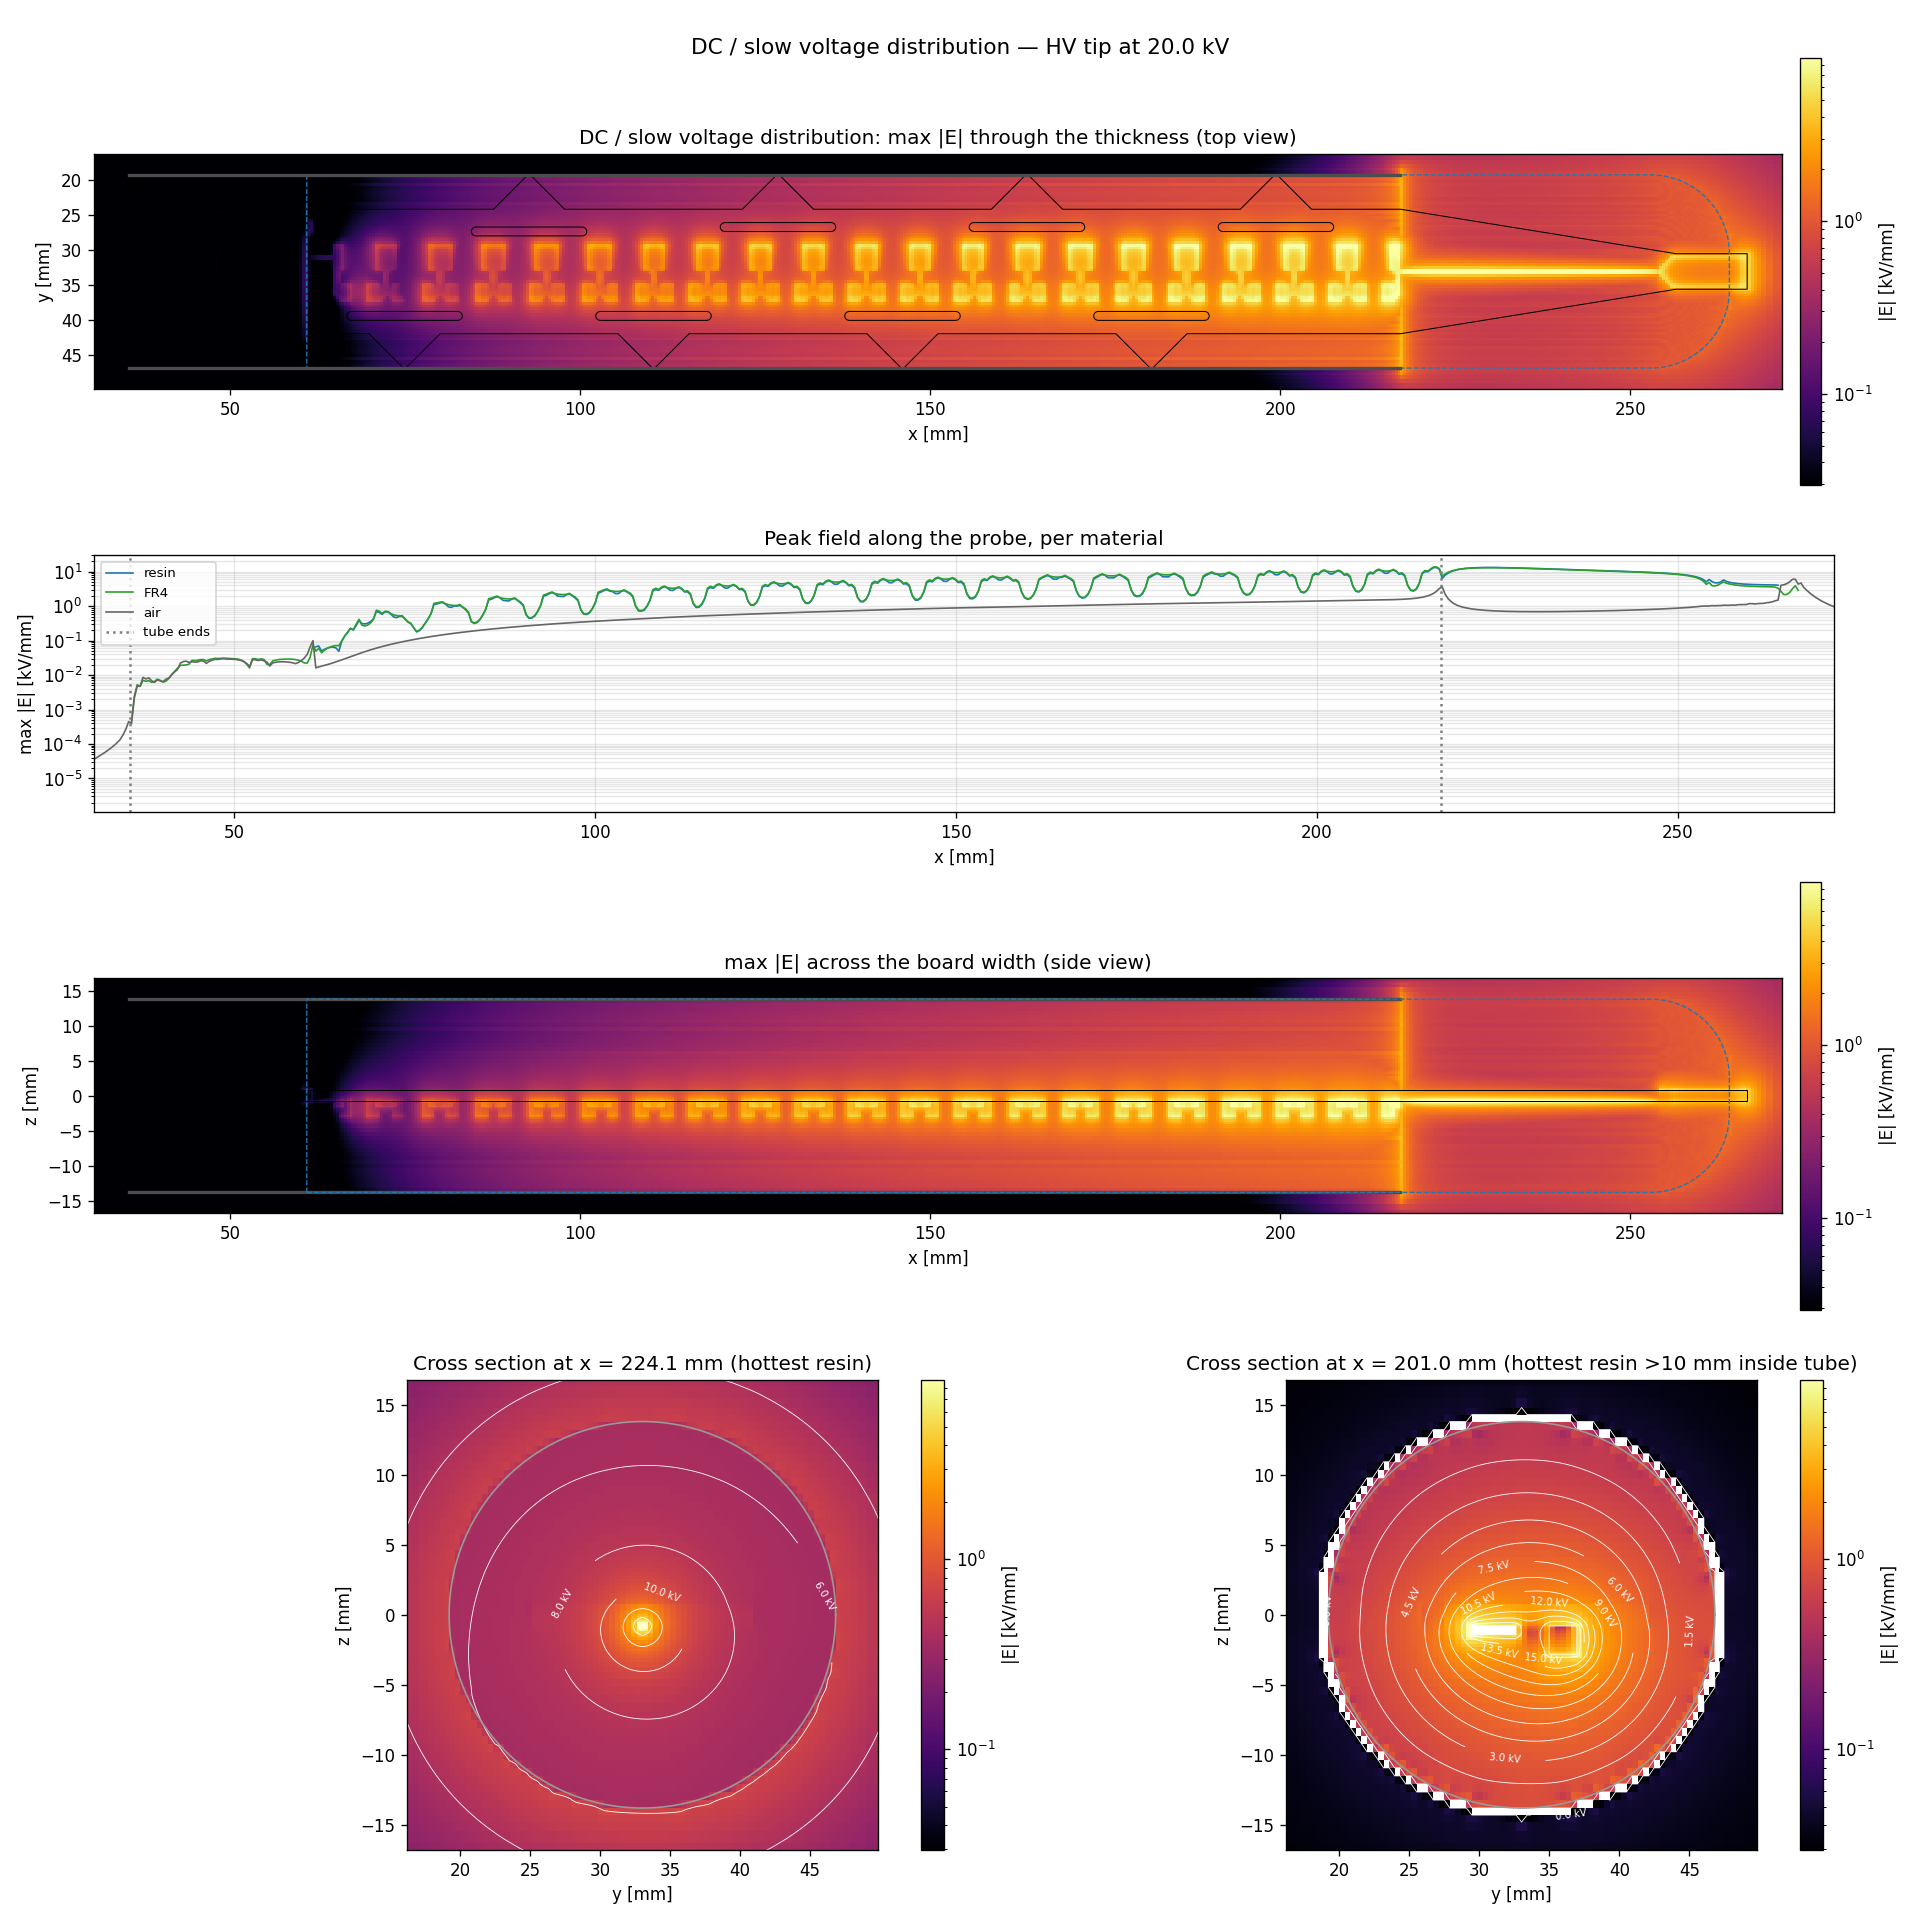 DC / slow voltage distribution — HV tip at 20.0 kV
DC / slow voltage distribution: max |E| through the thickness (top view)
20
25
30
35
40
45
y [mm]
50
100
150
200
250
x [mm]
10⁰
10⁻¹
|E| [kV/mm]
Peak field along the probe, per material
resin
FR4
air
tube ends
10¹
10⁰
10⁻¹
10⁻²
10⁻³
10⁻⁴
10⁻⁵
max |E| [kV/mm]
50
100
150
200
250
x [mm]
max |E| across the board width (side view)
15
10
5
0
−5
−10
−15
z [mm]
50
100
150
200
250
x [mm]
10⁰
10⁻¹
|E| [kV/mm]
Cross section at x = 224.1 mm (hottest resin)
15
10
5
0
−5
−10
−15
z [mm]
8.0 kV
10.0 kV
6.0 kV
20
25
30
35
40
45
y [mm]
10⁰
10⁻¹
|E| [kV/mm]
Cross section at x = 201.0 mm (hottest resin >10 mm inside tube)
15
10
5
0
−5
−10
−15
z [mm]
7.5 kV
6.0 kV
4.5 kV
10.5 kV
12.0 kV
9.0 kV
1.5 kV
13.5 kV
15.0 kV
3.0 kV
0.0 kV
20
25
30
35
40
45
y [mm]
10⁰
10⁻¹
|E| [kV/mm]